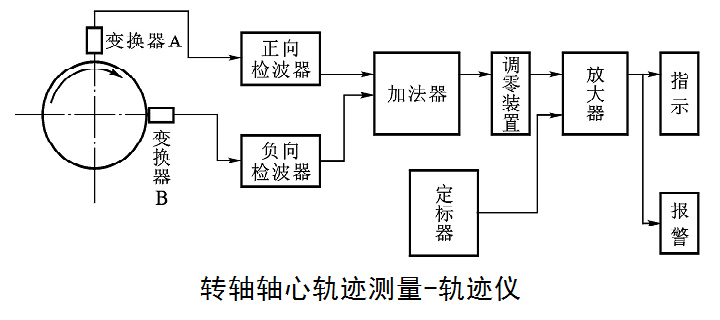 变换器A
正向
检波器
加法器
调零装置
放大器
指示
变换器B
负向
检波器
定标器
报警
转轴轴心轨迹测量-轨迹仪